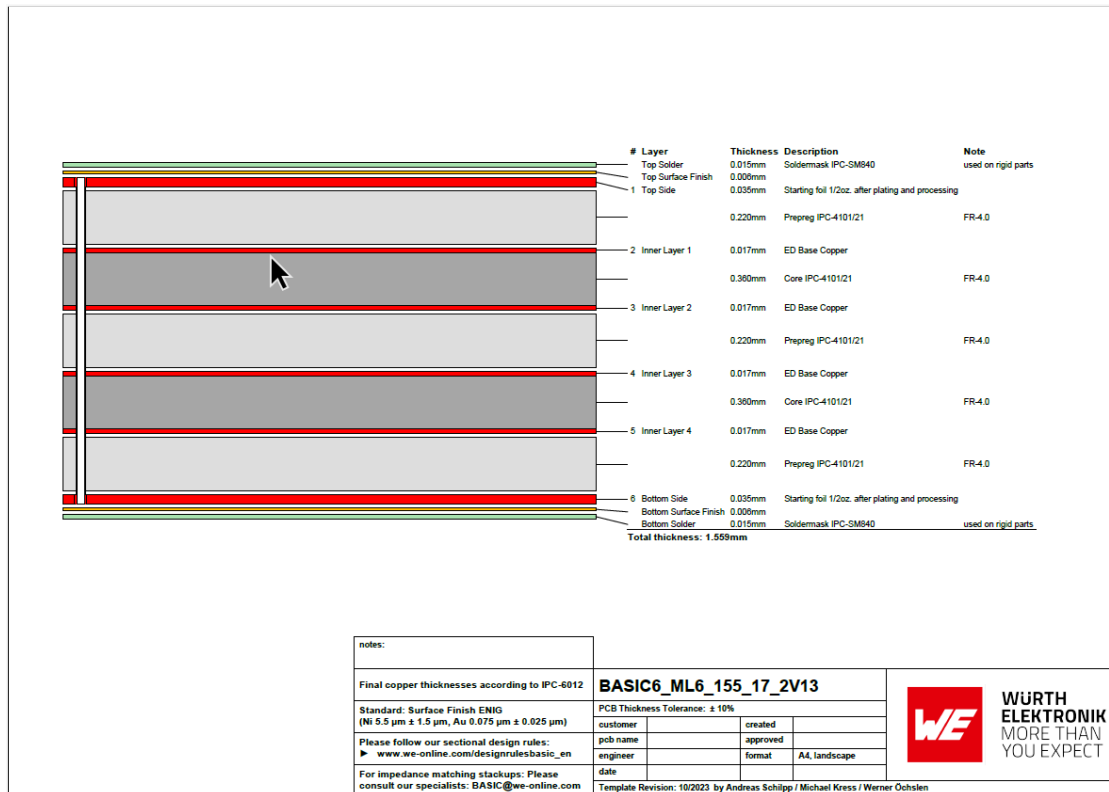 # Layer Thickness Description Note
Top Solder 0.015mm Soldermask IPC-SM840 used on rigid parts
Top Surface Finish 0.006mm
1 Top Side 0.035mm Starting foil 1/2oz. after plating and processing
0.220mm Prepreg IPC-4101/21 FR-4.0
2 Inner Layer 1 0.017mm ED Base Copper
0.360mm Core IPC-4101/21 FR-4.0
3 Inner Layer 2 0.017mm ED Base Copper
0.220mm Prepreg IPC-4101/21 FR-4.0
4 Inner Layer 3 0.017mm ED Base Copper
0.360mm Core IPC-4101/21 FR-4.0
5 Inner Layer 4 0.017mm ED Base Copper
0.220mm Prepreg IPC-4101/21 FR-4.0
6 Bottom Side 0.035mm Starting foil 1/2oz. after plating and processing
Bottom Surface Finish 0.006mm
Bottom Solder 0.015mm Soldermask IPC-SM840 used on rigid parts
Total thickness: 1.559mm
notes:
Final copper thicknesses according to IPC-6012
Standard: Surface Finish ENIG
(Ni 5.5 µm ± 1.5 µm, Au 0.075 µm ± 0.025 µm)
Please follow our sectional design rules:
► www.we-online.com/designrulesbasic_en
For impedance matching stackups: Please
consult our specialists: BASIC@we-online.com
BASIC6_ML6_155_17_2V13
PCB Thickness Tolerance: ± 10%
customer created
pcb name approved
engineer format A4, landscape
date
Template Revision: 10/2023 by Andreas Schilpp / Michael Kress / Werner Öchslen
WE
WÜRTH
ELEKTRONIK
MORE THAN
YOU EXPECT